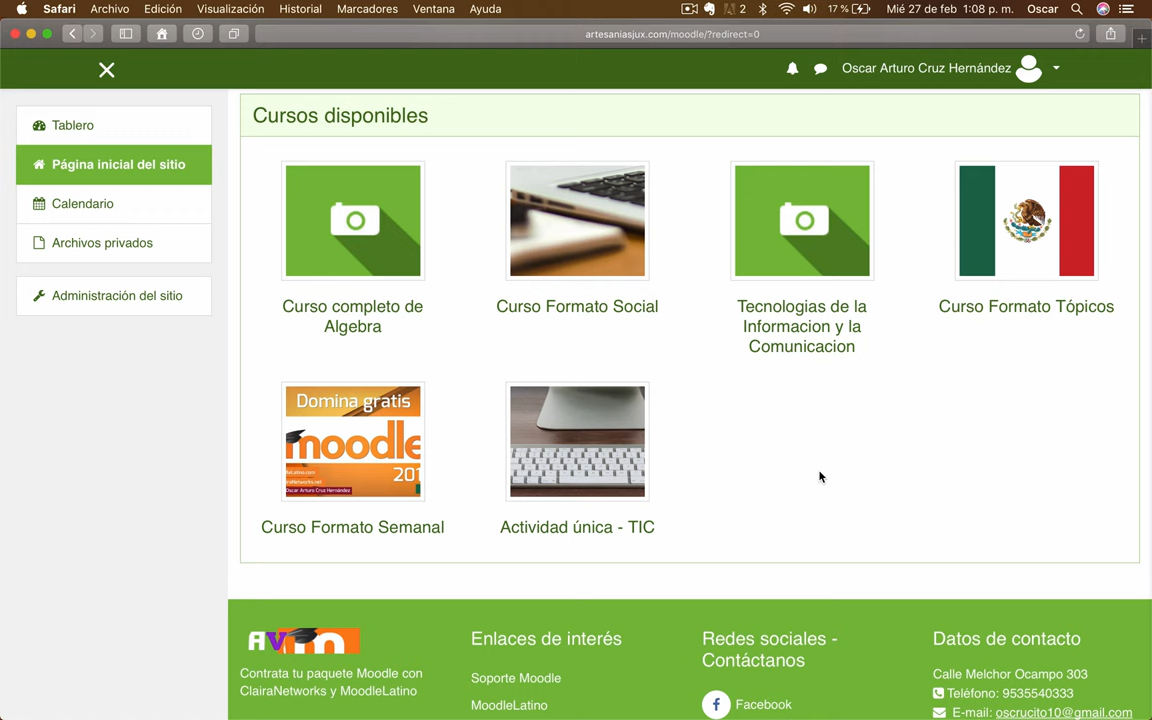 Safari Archivo Edición Visualización Historial Marcadores Ventana Ayuda 2 17 % Mié 27 de feb 1:08 p. m. Oscar
artesaniasjux.com/moodle/?redirect=0
Oscar Arturo Cruz Hernández
Tablero
Página inicial del sitio
Calendario
Archivos privados
Administración del sitio
Cursos disponibles
Curso completo de
Algebra
Curso Formato Social
Tecnologias de la
Informacion y la
Comunicacion
Curso Formato Tópicos
Domina gratis
moodle
201
Oscar Arturo Cruz Hernández
Curso Formato Semanal
Actividad única - TIC
Contrata tu paquete Moodle con
ClairaNetworks y MoodleLatino
Enlaces de interés
Soporte Moodle
MoodleLatino
Redes sociales -
Contáctanos
Facebook
Datos de contacto
Calle Melchor Ocampo 303
Teléfono: 9535540333
E-mail: oscrucito10@gmail.com